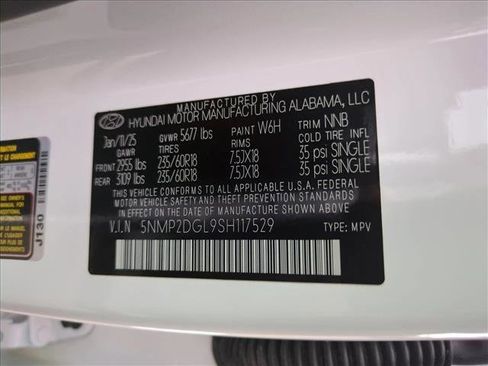 MANUFACTURED BY
HYUNDAI MOTOR MANUFACTURING ALABAMA, LLC
Jan/11/25 GVWR 5677 lbs PAINT W6H TRIM NNB
GAWR TIRES RIMS COLD TIRE INFL
FRONT 2955 lbs 235/60R18 7.5JX18 35 psi SINGLE
REAR 3109 lbs 235/60R18 7.5JX18 35 psi SINGLE
THIS VEHICLE CONFORMS TO ALL APPLICABLE U.S.A. FEDERAL
MOTOR VEHICLE SAFETY AND THEFT PREVENTION STANDARDS
IN EFFECT ON THE DATE OF MANUFACTURE SHOWN ABOVE.
V.I.N 5NMP2DGL9SH117529
TYPE: MPV
J130